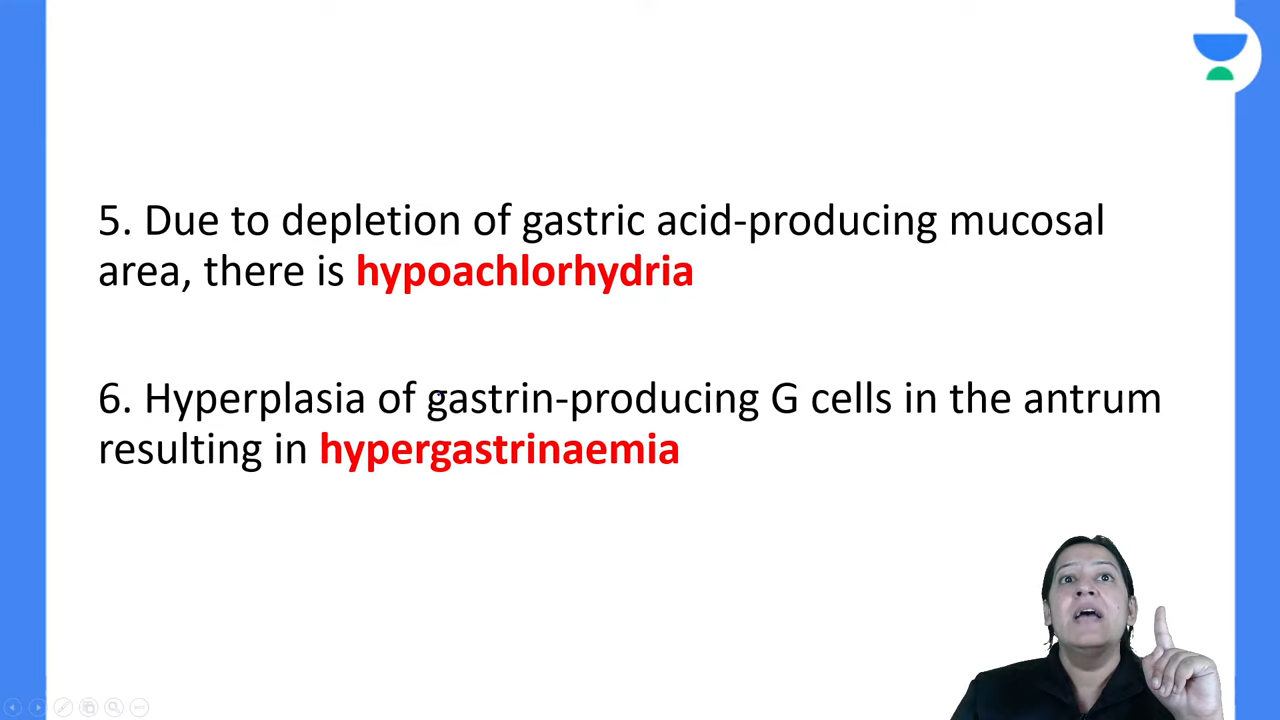 5. Due to depletion of gastric acid-producing mucosal
area, there is hypoachlorhydria
6. Hyperplasia of gastrin-producing G cells in the antrum
resulting in hypergastrinaemia